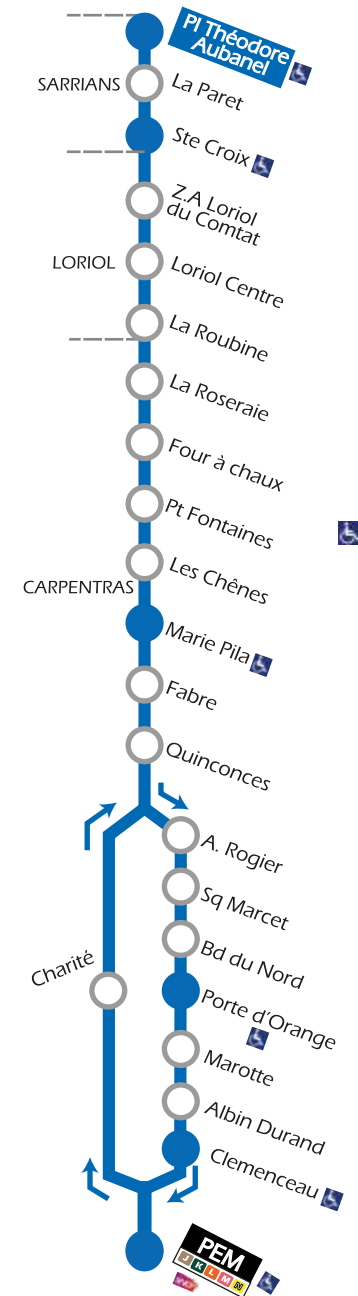 Pl Théodore
Aubanel
SARRIANS
La Paret
Ste Croix
Z.A Loriol
du Comtat
LORIOL
Loriol Centre
La Roubine
La Roseraie
Four à chaux
Pt Fontaines
Les Chênes
CARPENTRAS
Marie Pila
Fabre
Quinconces
A. Rogier
Sq Marcet
Bd du Nord
Charité
Porte d'Orange
Marotte
Albin Durand
Clemenceau
PEM
J K L M N